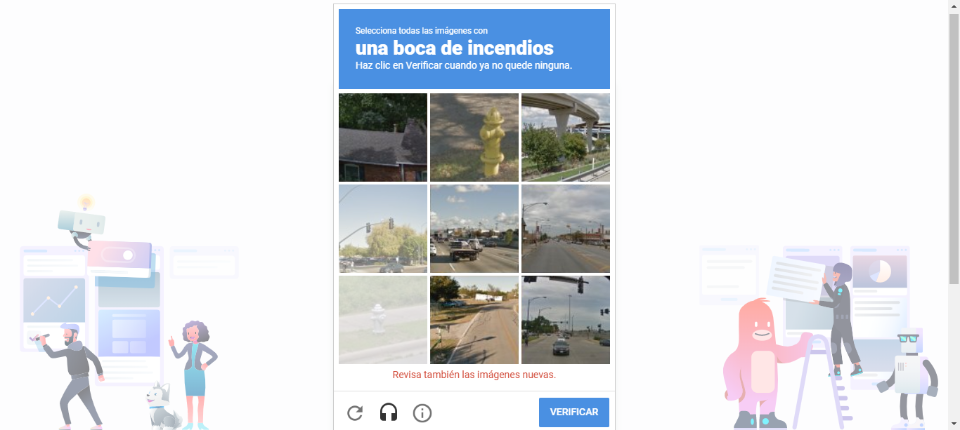 Selecciona todas las imágenes con
una boca de incendios
Haz clic en Verificar cuando ya no quede ninguna.
Revisa también las imágenes nuevas.
VERIFICAR